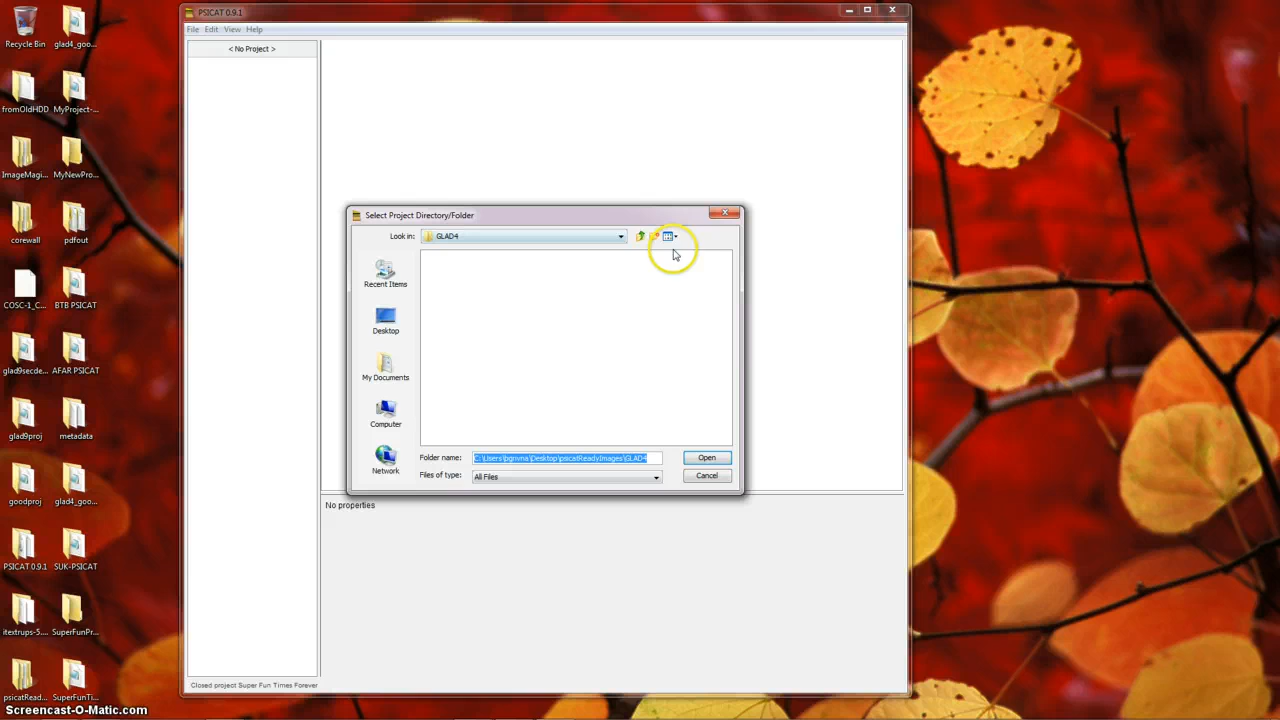 PSICAT 0.9.1
File Edit View Help
< No Project >
Recycle Bin
glad4_goo...
fromOldHDD
MyProject-...
ImageMagi...
MyNewPro...
corewall
pdfout
COSC-1_C...
BTB PSICAT
glad9secde...
AFAR PSICAT
glad9proj
metadata
goodproj
glad4_goo...
PSICAT 0.9.1
SUK-PSICAT
itextrups-5....
SuperFunPr...
psicatRead...
SuperFunTi...
Select Project Directory/Folder
Look in:
GLAD4
Recent Items
Desktop
My Documents
Computer
Network
Folder name:
Open
Files of type:
All Files
Cancel
No properties
Closed project Super Fun Times Forever
Screencast-O-Matic.com